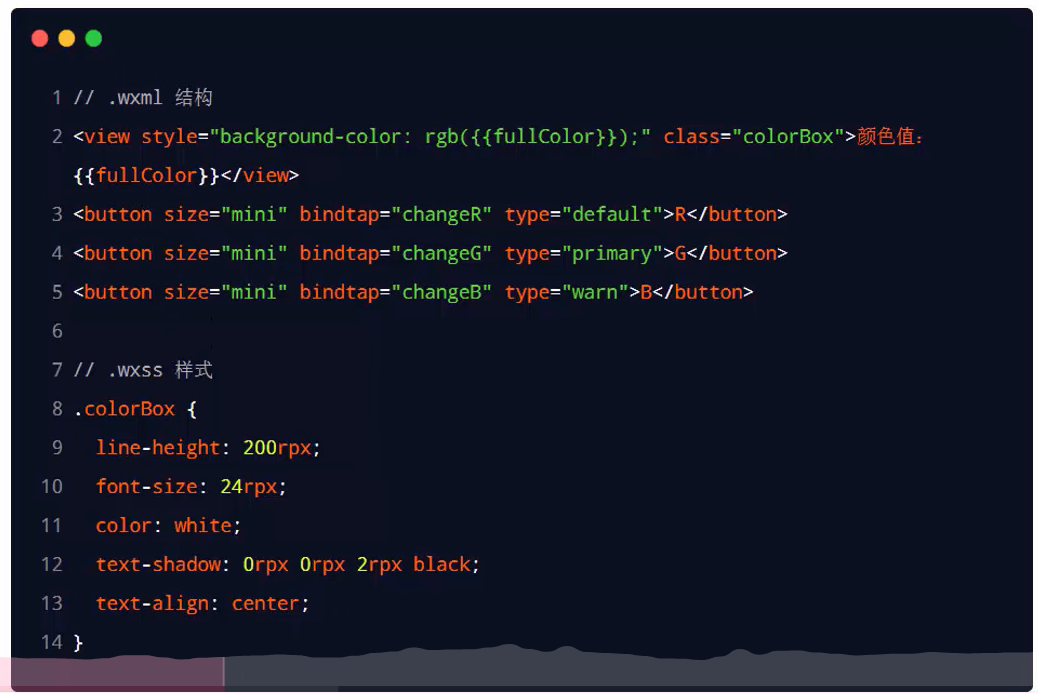 1 // .wxml 结构
2 <view style="background-color: rgb({{fullColor}});" class="colorBox">颜色值：
{{fullColor}}</view>
3 <button size="mini" bindtap="changeR" type="default">R</button>
4 <button size="mini" bindtap="changeG" type="primary">G</button>
5 <button size="mini" bindtap="changeB" type="warn">B</button>
6
7 // .wxss 样式
8 .colorBox {
9   line-height: 200rpx;
10   font-size: 24rpx;
11   color: white;
12   text-shadow: 0rpx 0rpx 2rpx black;
13   text-align: center;
14 }